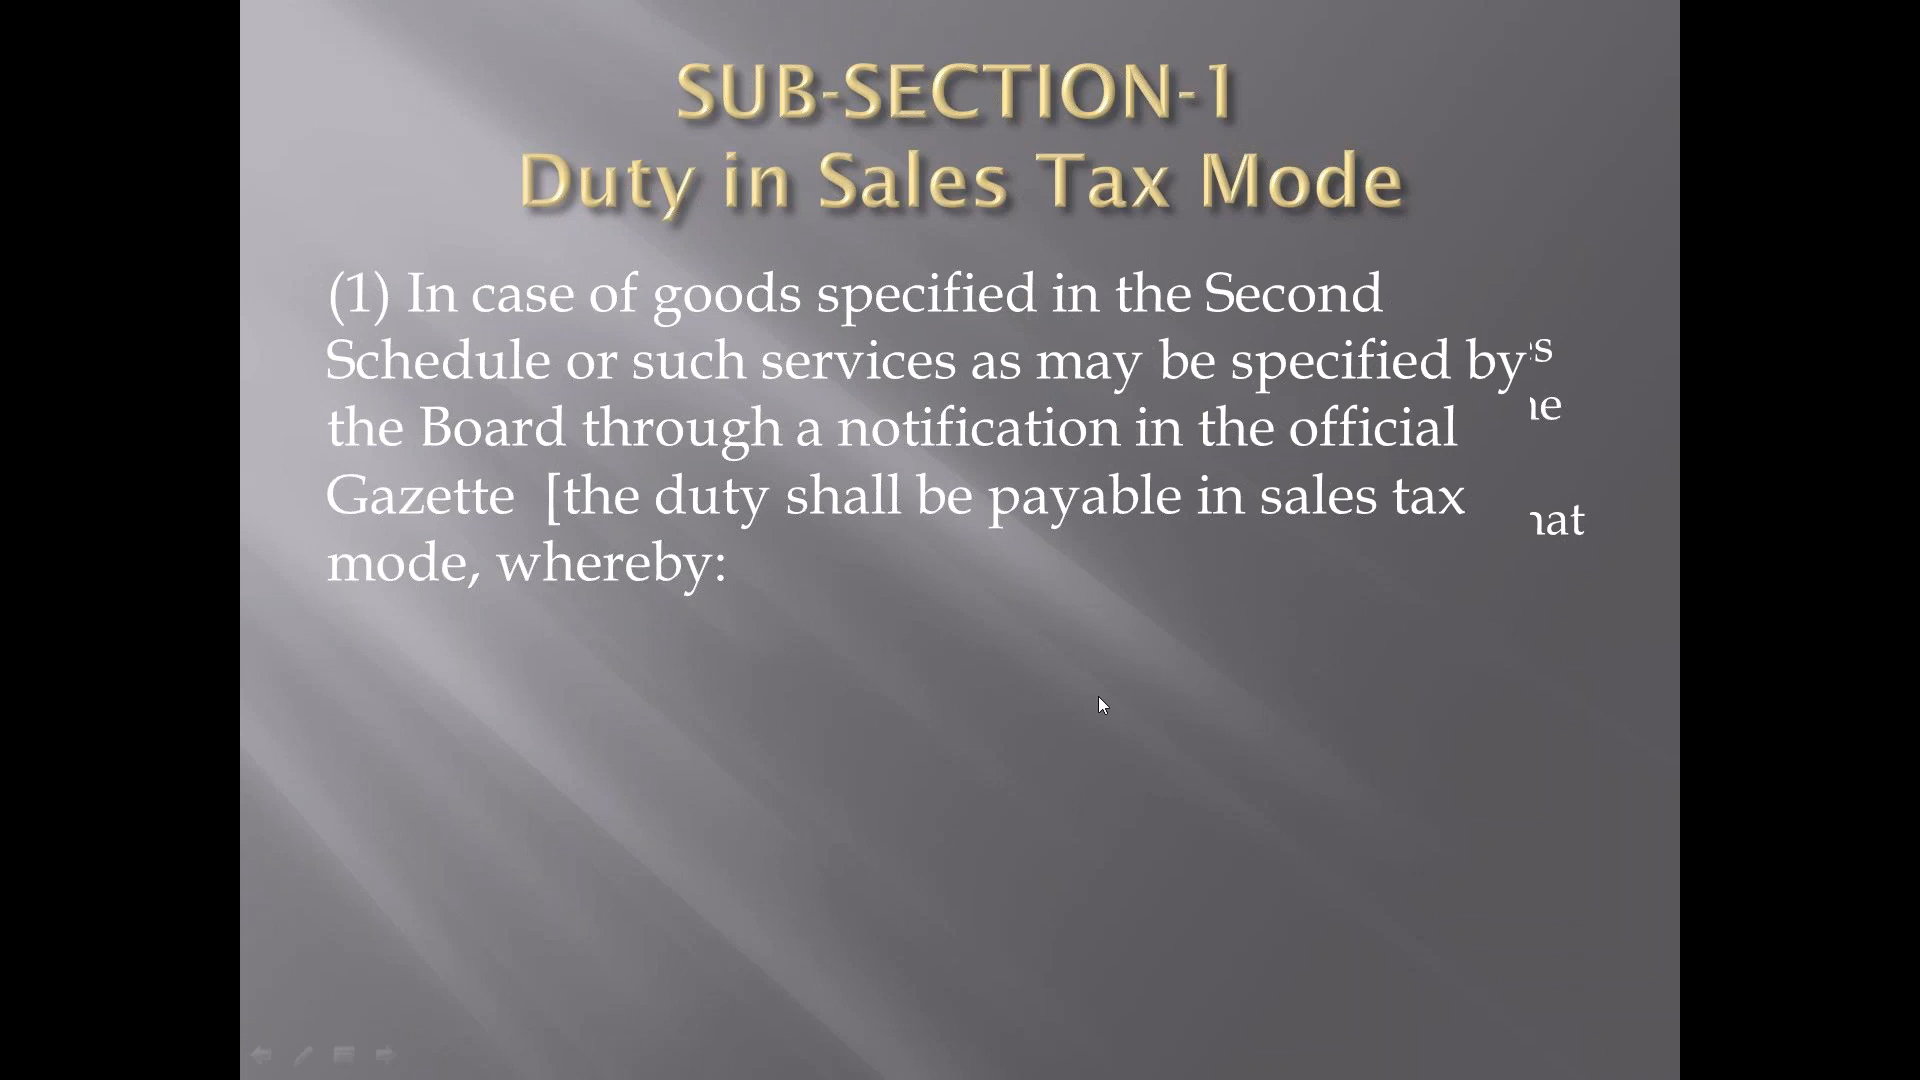 SUB-SECTION-1
Duty in Sales Tax Mode
(1) In case of goods specified in the Second
Schedule or such services as may be specified by
the Board through a notification in the official
Gazette [the duty shall be payable in sales tax
mode, whereby: